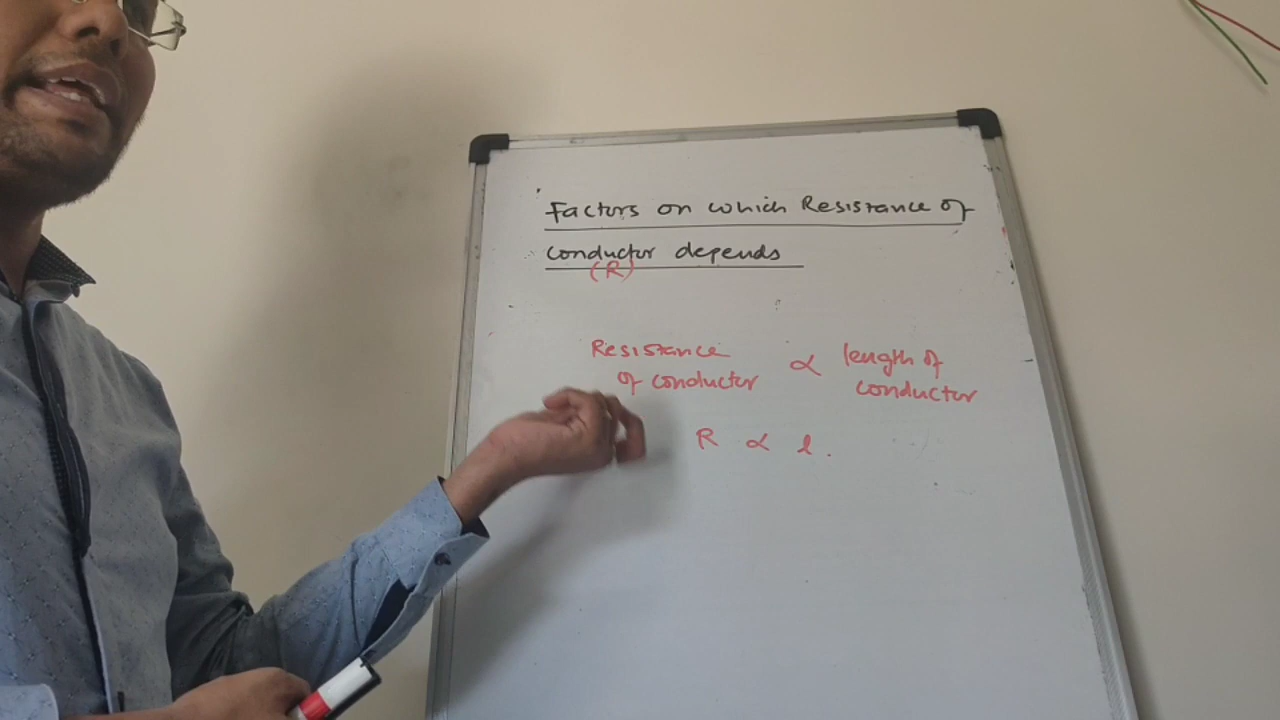 Factors on which Resistance of
conductor depends
(R)
Resistance ∝ length of
of conductor conductor
R ∝ l.